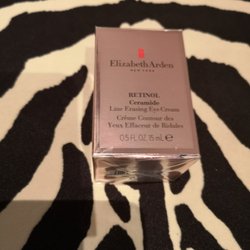 Elizabeth Arden
NEW YORK
RETINOL
Ceramide
Line Erasing Eye Cream
Crème Contour des
Yeux Effaceur de Ridules
0.5 FL.OZ. 15 mL ℮